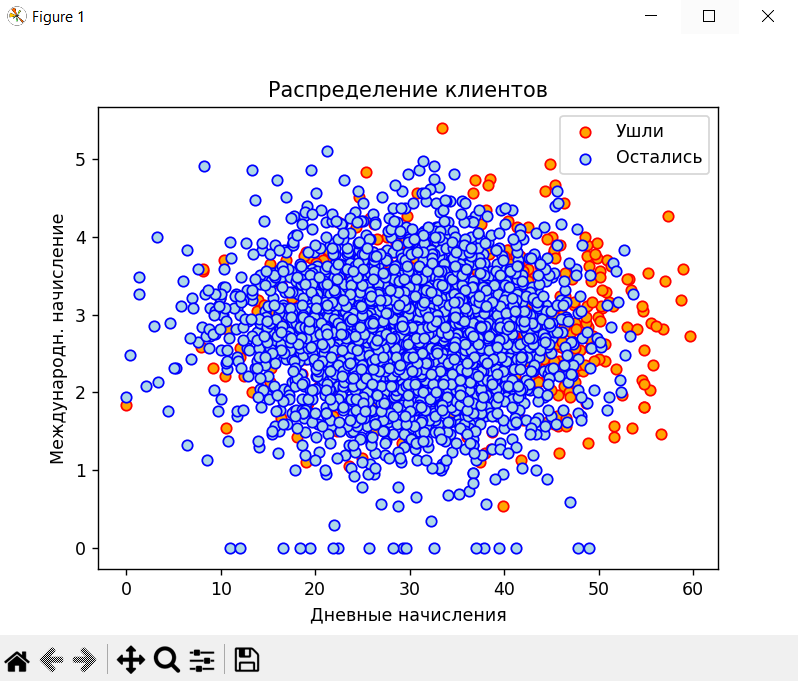 Figure 1
Распределение клиентов
Ушли
Остались
Международн. начисление
5
4
3
2
1
0
0 10 20 30 40 50 60
Дневные начисления